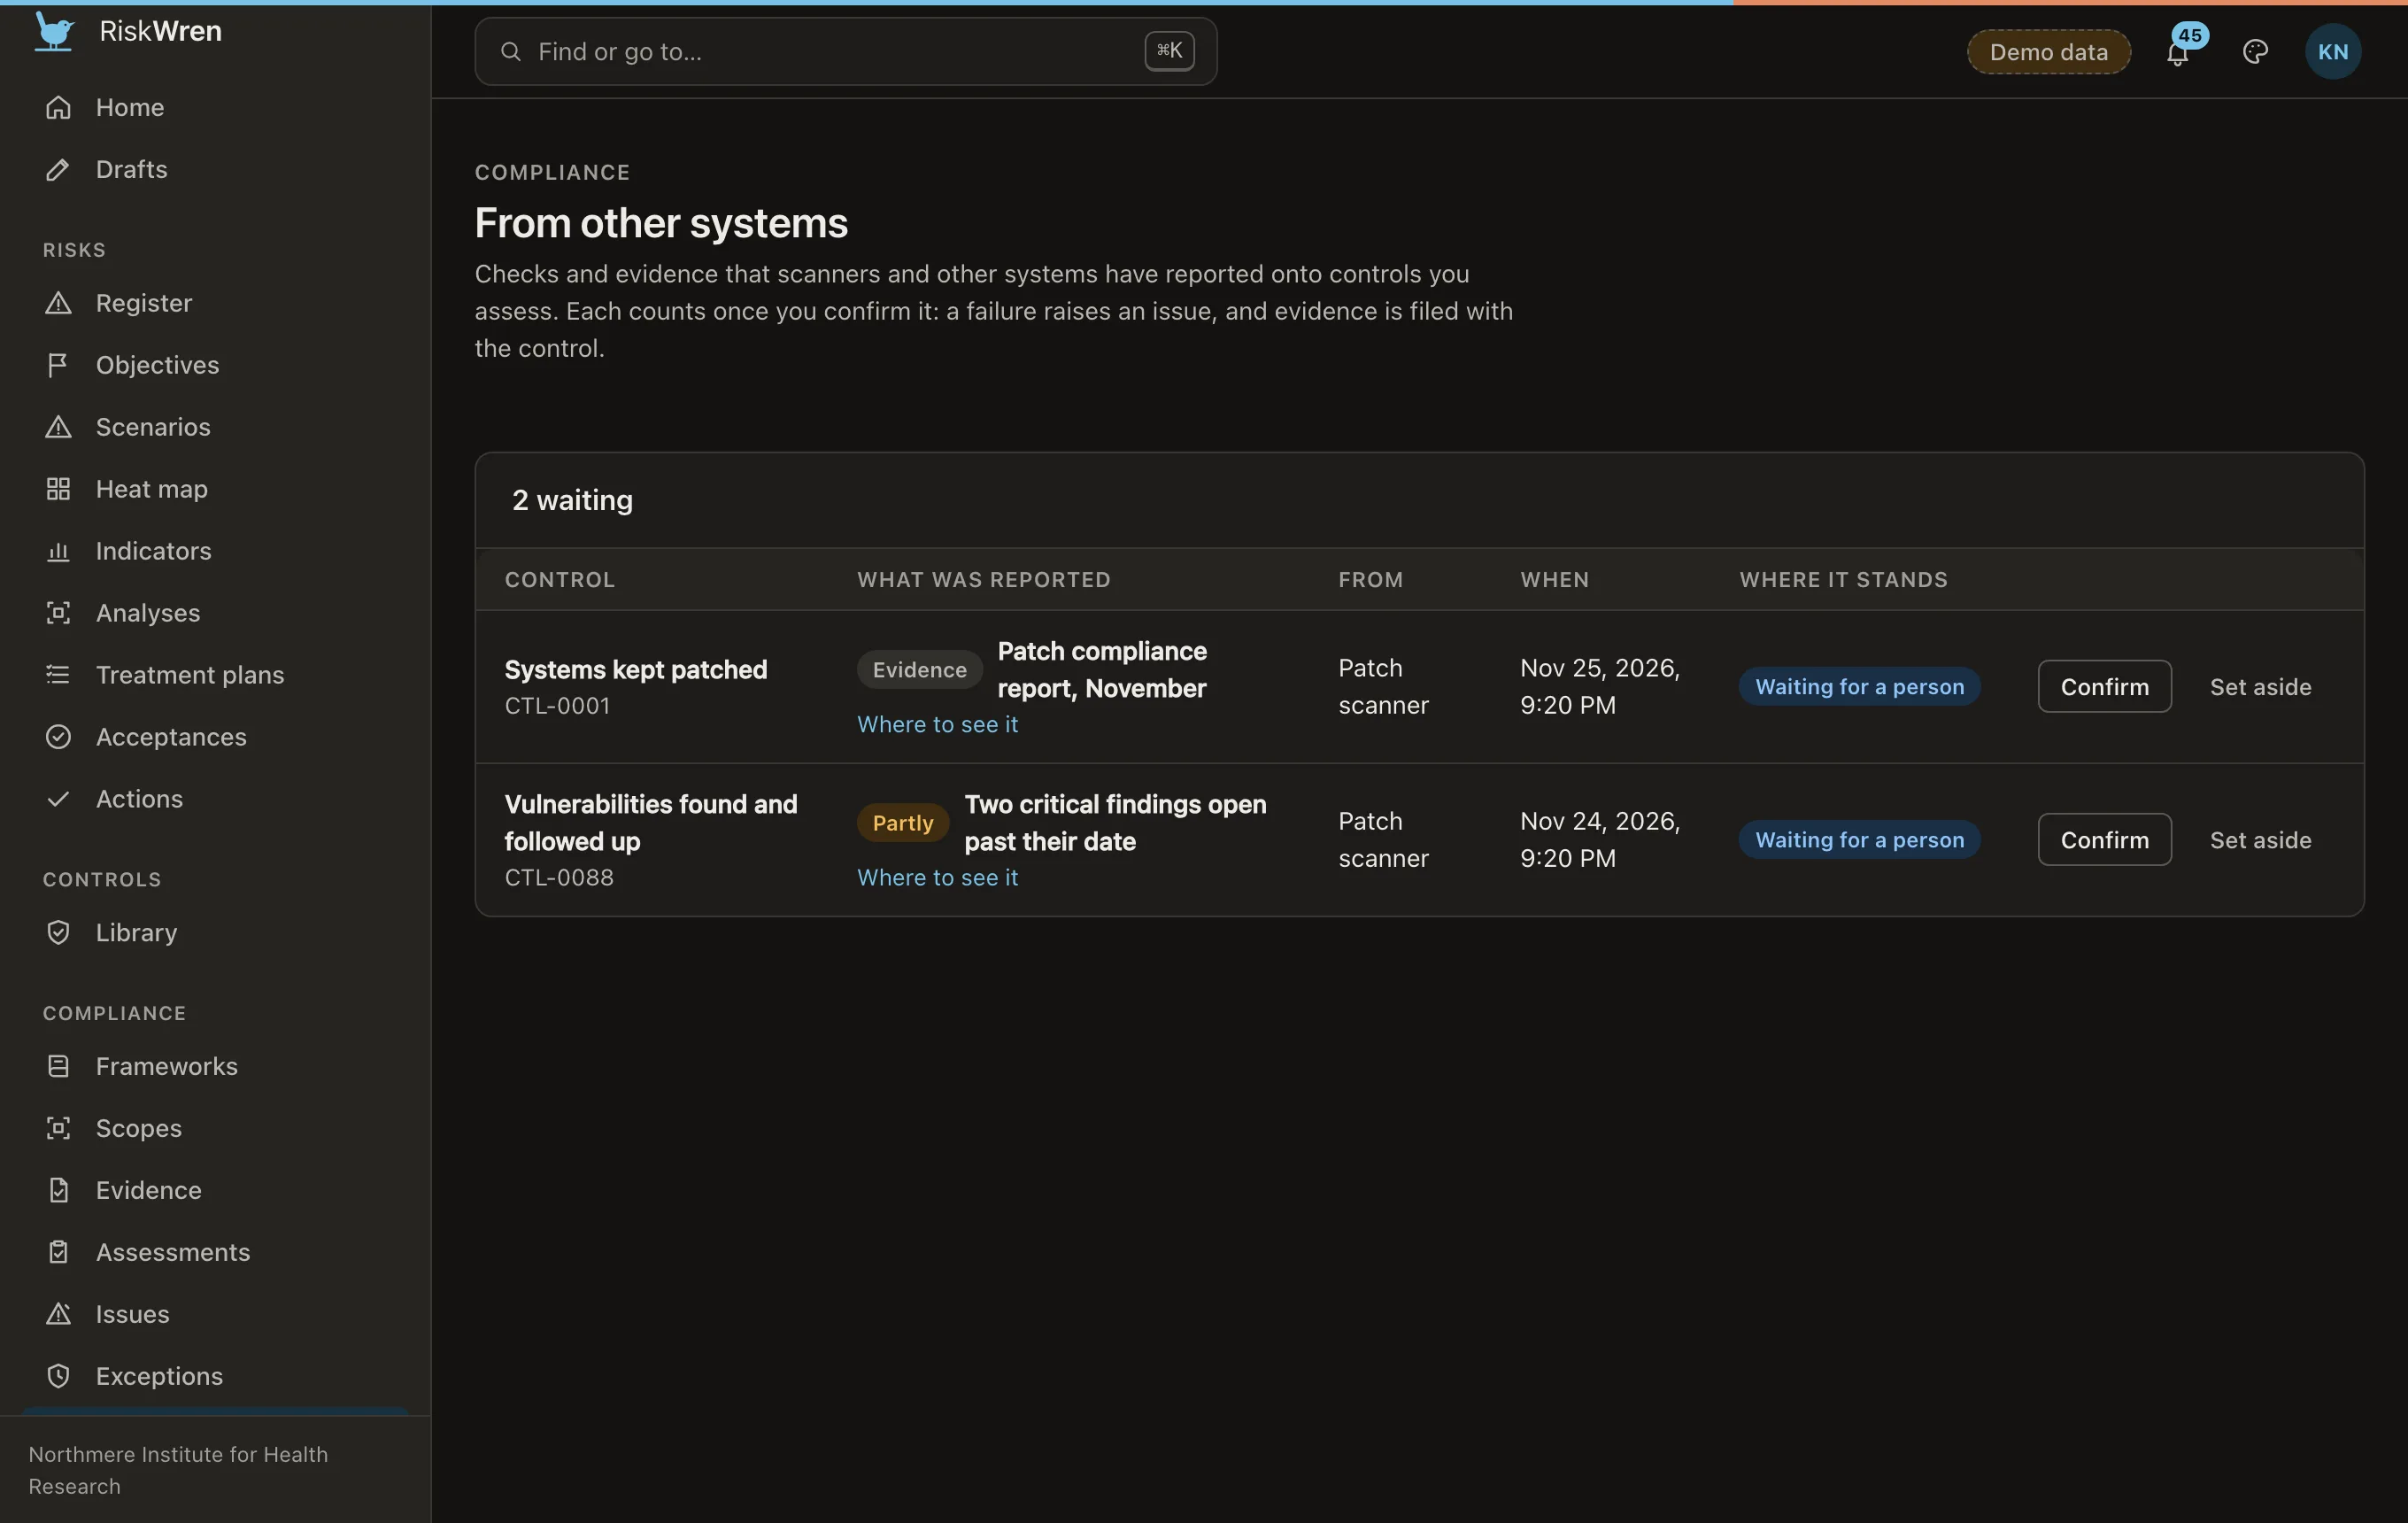 RiskWren
Find or go to...
⌘K
Demo data
45
KN
Home
Drafts
RISKS
Register
Objectives
Scenarios
Heat map
Indicators
Analyses
Treatment plans
Acceptances
Actions
CONTROLS
Library
COMPLIANCE
Frameworks
Scopes
Evidence
Assessments
Issues
Exceptions
Northmere Institute for Health
Research
COMPLIANCE
From other systems
Checks and evidence that scanners and other systems have reported onto controls you
assess. Each counts once you confirm it: a failure raises an issue, and evidence is filed with
the control.
2 waiting
CONTROL WHAT WAS REPORTED FROM WHEN WHERE IT STANDS
Systems kept patched
CTL-0001
Evidence Patch compliance
report, November
Where to see it
Patch
scanner
Nov 25, 2026,
9:20 PM
Waiting for a person
Confirm
Set aside
Vulnerabilities found and
followed up
CTL-0088
Partly Two critical findings open
past their date
Where to see it
Patch
scanner
Nov 24, 2026,
9:20 PM
Waiting for a person
Confirm
Set aside